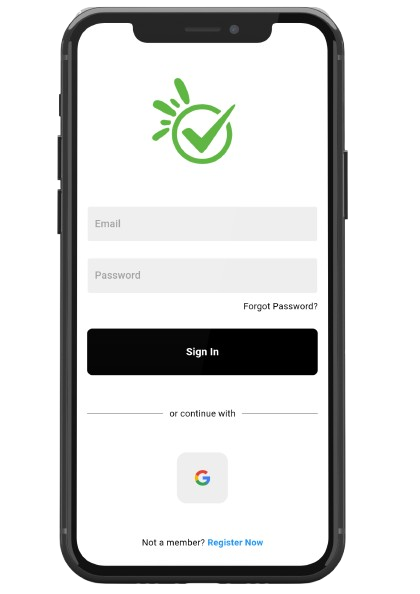 Email
Password
Forgot Password?
Sign In
or continue with
Not a member? Register Now